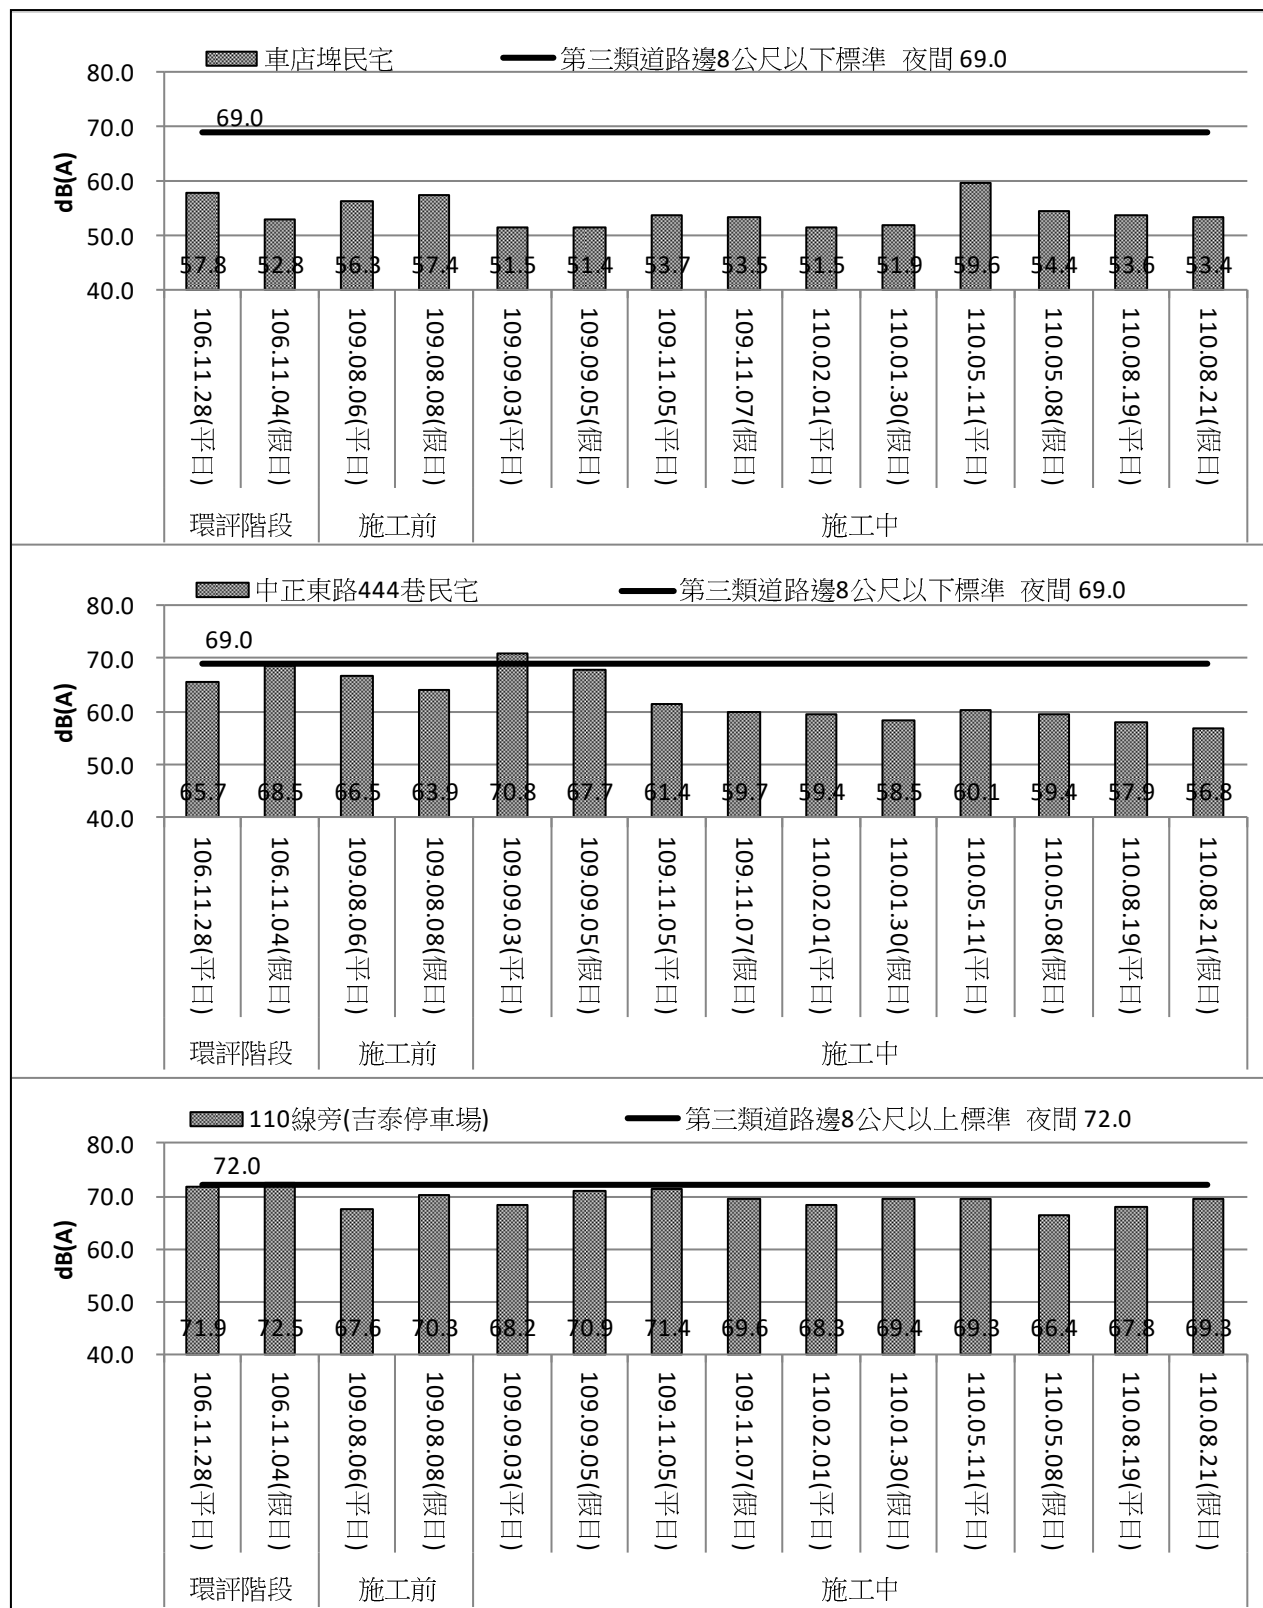 車店埤民宅 第三類道路邊8公尺以下標準 夜間 69.0
80.0
70.0
60.0
50.0
40.0
dB(A)
69.0
57.8 52.8 56.3 57.4 51.5 51.4 53.7 53.5 51.5 51.9 59.6 54.4 53.6 53.4
106.11.28(平日)
106.11.04(假日)
109.08.06(平日)
109.08.08(假日)
109.09.03(平日)
109.09.05(假日)
109.11.05(平日)
109.11.07(假日)
110.02.01(平日)
110.01.30(假日)
110.05.11(平日)
110.05.08(假日)
110.08.19(平日)
110.08.21(假日)
環評階段 施工前 施工中
中正東路444巷民宅 第三類道路邊8公尺以下標準 夜間 69.0
80.0
70.0
60.0
50.0
40.0
dB(A)
69.0
65.7 68.5 66.5 63.9 70.8 67.7 61.4 59.7 59.4 58.5 60.1 59.4 57.9 56.8
106.11.28(平日)
106.11.04(假日)
109.08.06(平日)
109.08.08(假日)
109.09.03(平日)
109.09.05(假日)
109.11.05(平日)
109.11.07(假日)
110.02.01(平日)
110.01.30(假日)
110.05.11(平日)
110.05.08(假日)
110.08.19(平日)
110.08.21(假日)
環評階段 施工前 施工中
110線旁(吉泰停車場) 第三類道路邊8公尺以上標準 夜間 72.0
80.0
70.0
60.0
50.0
40.0
dB(A)
72.0
71.9 72.5 67.6 70.3 68.2 70.9 71.4 69.6 68.3 69.4 69.3 66.4 67.8 69.3
106.11.28(平日)
106.11.04(假日)
109.08.06(平日)
109.08.08(假日)
109.09.03(平日)
109.09.05(假日)
109.11.05(平日)
109.11.07(假日)
110.02.01(平日)
110.01.30(假日)
110.05.11(平日)
110.05.08(假日)
110.08.19(平日)
110.08.21(假日)
環評階段 施工前 施工中